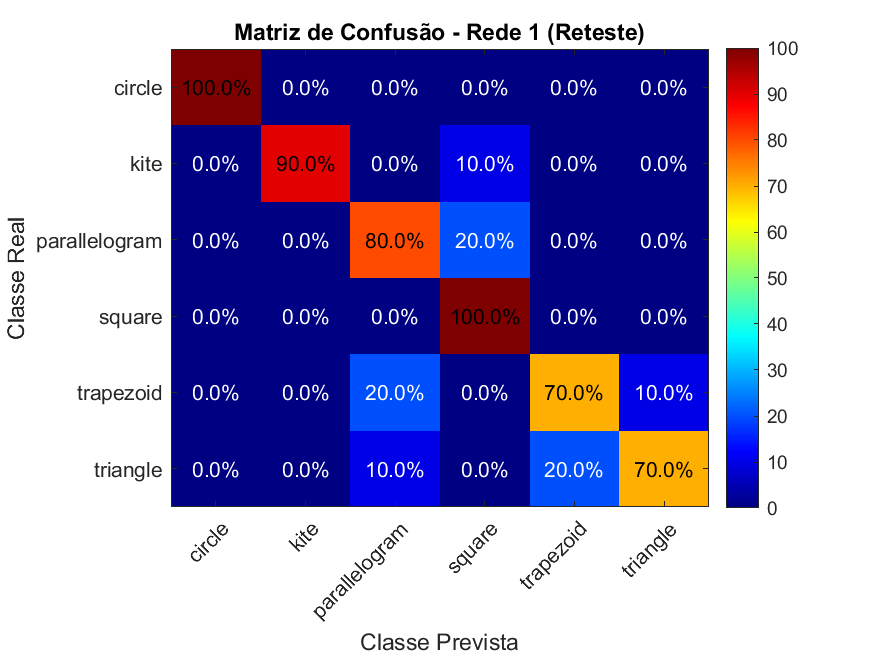 Matriz de Confusão - Rede 1 (Reteste)
Classe Real
circle 100.0% 0.0% 0.0% 0.0% 0.0% 0.0%
kite 0.0% 90.0% 0.0% 10.0% 0.0% 0.0%
parallelogram 0.0% 0.0% 80.0% 20.0% 0.0% 0.0%
square 0.0% 0.0% 0.0% 100.0% 0.0% 0.0%
trapezoid 0.0% 0.0% 20.0% 0.0% 70.0% 10.0%
triangle 0.0% 0.0% 10.0% 0.0% 20.0% 70.0%
circle kite parallelogram square trapezoid triangle
Classe Prevista
100
90
80
70
60
50
40
30
20
10
0